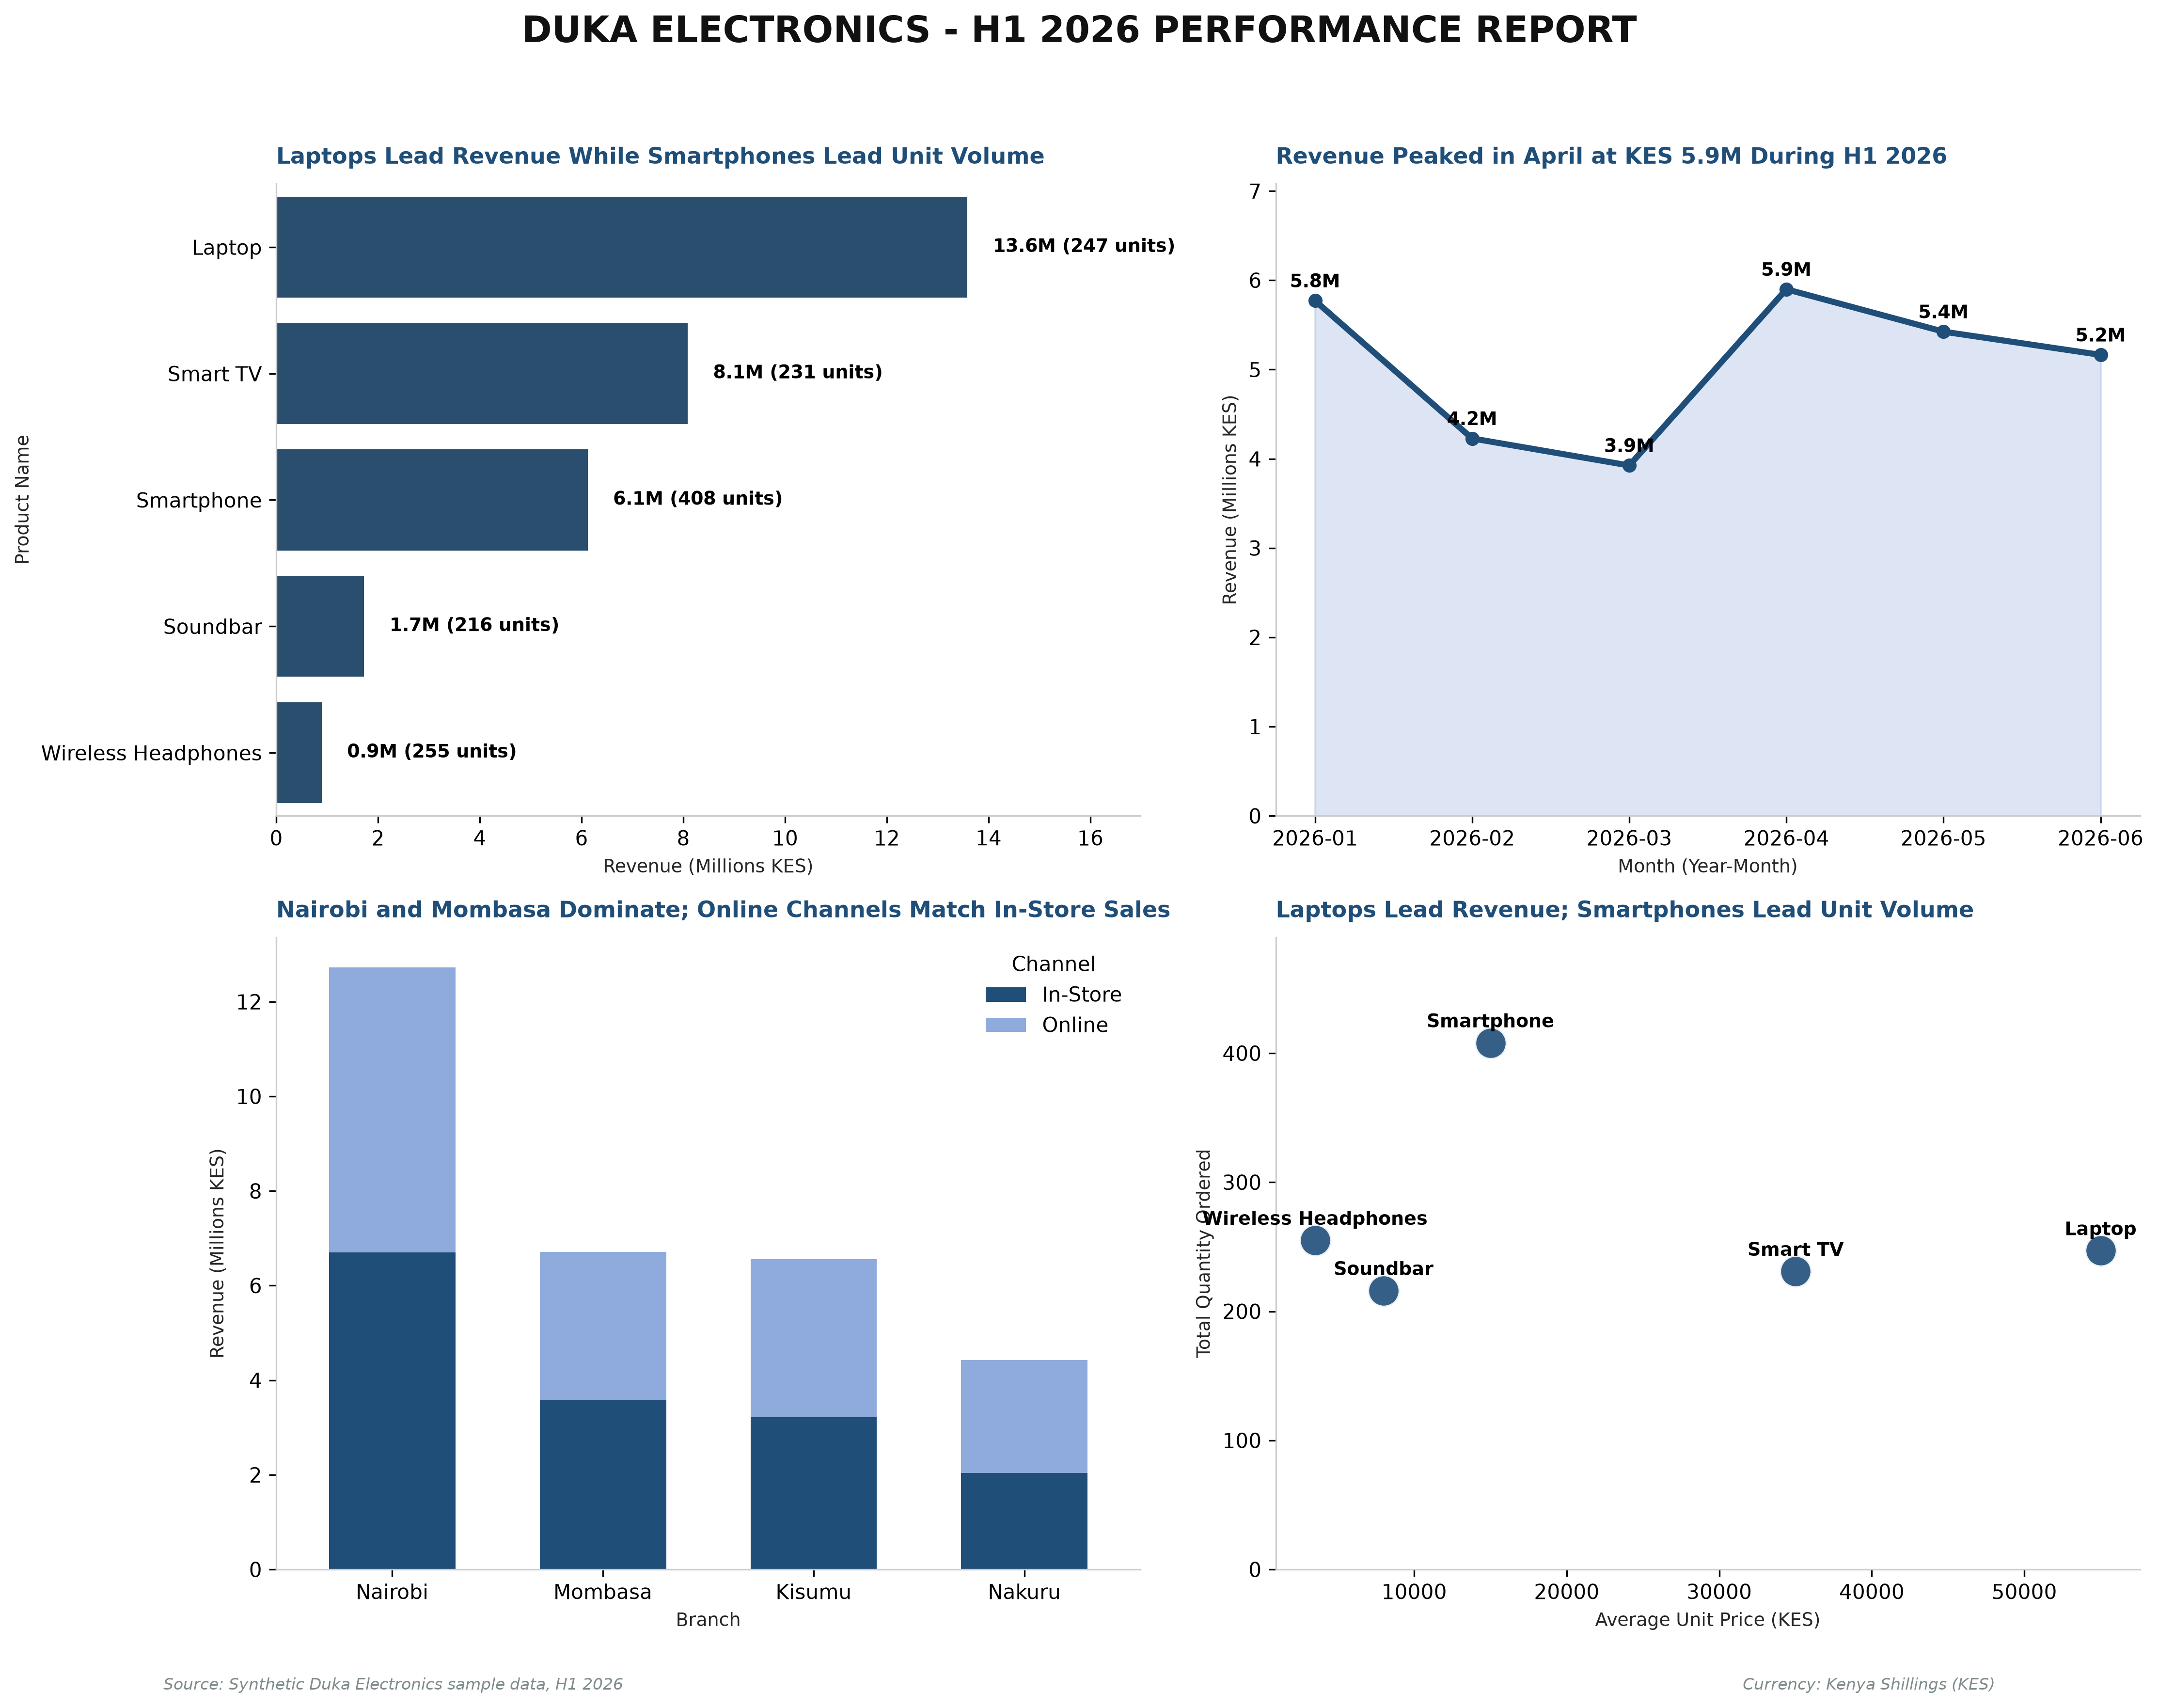 DUKA ELECTRONICS - H1 2026 PERFORMANCE REPORT
Laptops Lead Revenue While Smartphones Lead Unit Volume
Product Name
Laptop
13.6M (247 units)
Smart TV
8.1M (231 units)
Smartphone
6.1M (408 units)
Soundbar
1.7M (216 units)
Wireless Headphones
0.9M (255 units)
0 2 4 6 8 10 12 14 16
Revenue (Millions KES)
Revenue Peaked in April at KES 5.9M During H1 2026
Revenue (Millions KES)
7
6
5
4
3
2
1
0
5.8M
4.2M
3.9M
5.9M
5.4M
5.2M
2026-01 2026-02 2026-03 2026-04 2026-05 2026-06
Month (Year-Month)
Nairobi and Mombasa Dominate; Online Channels Match In-Store Sales
Revenue (Millions KES)
12
10
8
6
4
2
0
Channel
In-Store
Online
Nairobi Mombasa Kisumu Nakuru
Branch
Laptops Lead Revenue; Smartphones Lead Unit Volume
Total Quantity Ordered
400
300
200
100
0
Smartphone
Wireless Headphones
Soundbar
Smart TV
Laptop
10000 20000 30000 40000 50000
Average Unit Price (KES)
Source: Synthetic Duka Electronics sample data, H1 2026
Currency: Kenya Shillings (KES)